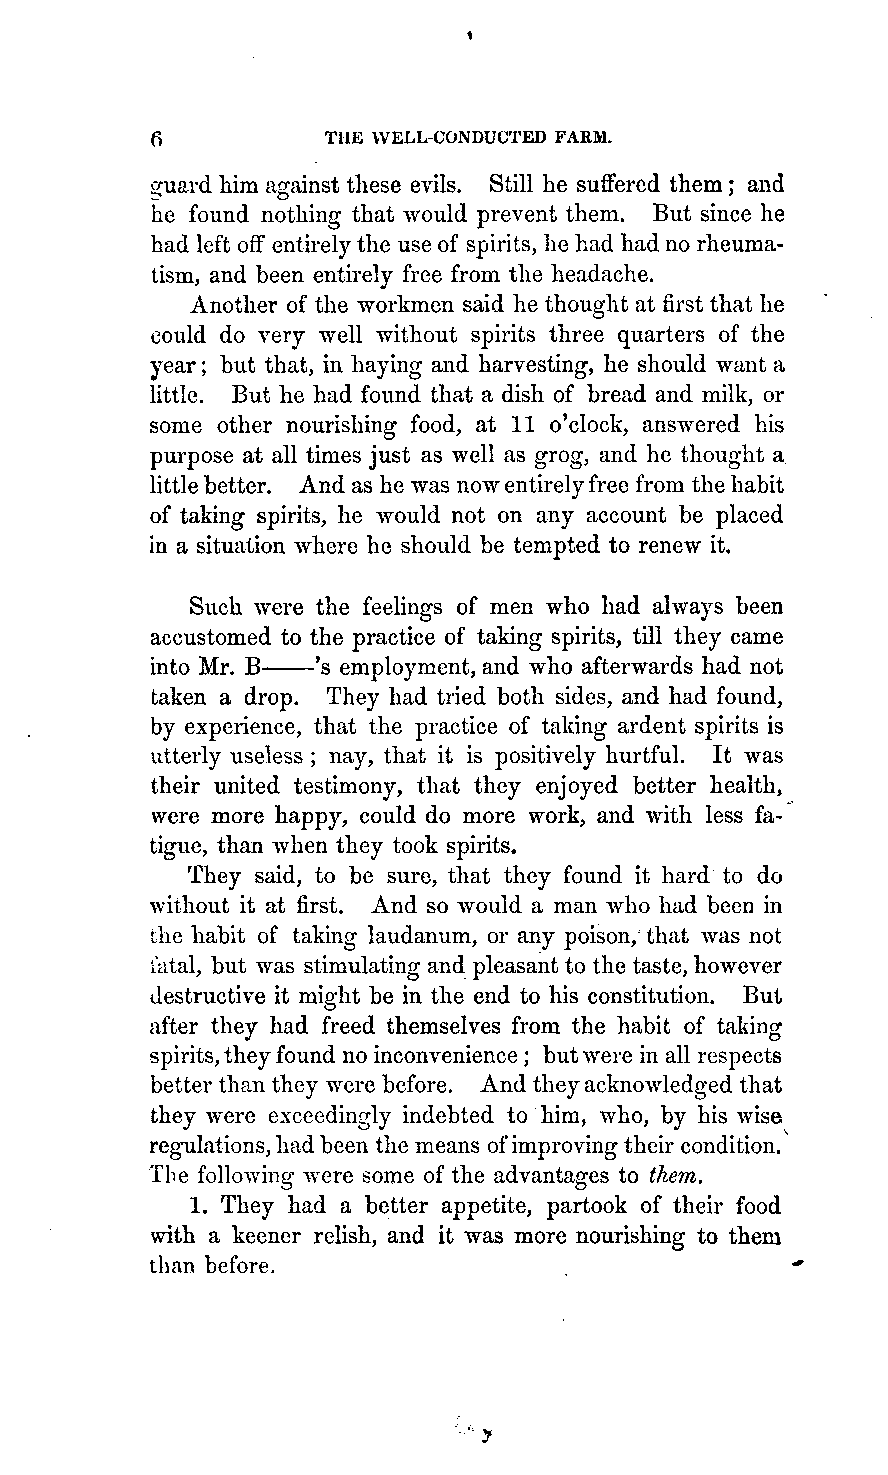 6 THE WELL-CONDUCTED FARM.
guard him against these evils. Still he suffered them; and
he found nothing that would prevent them. But since he
had left off entirely the use of spirits, he had had no rheuma-
tism, and been entirely free from the headache.
Another of the workmen said he thought at first that he
could do very well without spirits three quarters of the
year; but that, in haying and harvesting, he should want a
little. But he had found that a dish of bread and milk, or
some other nourishing food, at 11 o'clock, answered his
purpose at all times just as well as grog, and he thought a
little better. And as he was now entirely free from the habit
of taking spirits, he would not on any account be placed
in a situation where he should be tempted to renew it.
Such were the feelings of men who had always been
accustomed to the practice of taking spirits, till they came
into Mr. B——'s employment, and who afterwards had not
taken a drop. They had tried both sides, and had found,
by experience, that the practice of taking ardent spirits is
utterly useless; nay, that it is positively hurtful. It was
their united testimony, that they enjoyed better health,
were more happy, could do more work, and with less fa-
tigue, than when they took spirits.
They said, to be sure, that they found it hard to do
without it at first. And so would a man who had been in
the habit of taking laudanum, or any poison, that was not
fatal, but was stimulating and pleasant to the taste, however
destructive it might be in the end to his constitution. But
after they had freed themselves from the habit of taking
spirits, they found no inconvenience; but were in all respects
better than they were before. And they acknowledged that
they were exceedingly indebted to him, who, by his wise
regulations, had been the means of improving their condition.
The following were some of the advantages to them.
1. They had a better appetite, partook of their food
with a keener relish, and it was more nourishing to them
than before.